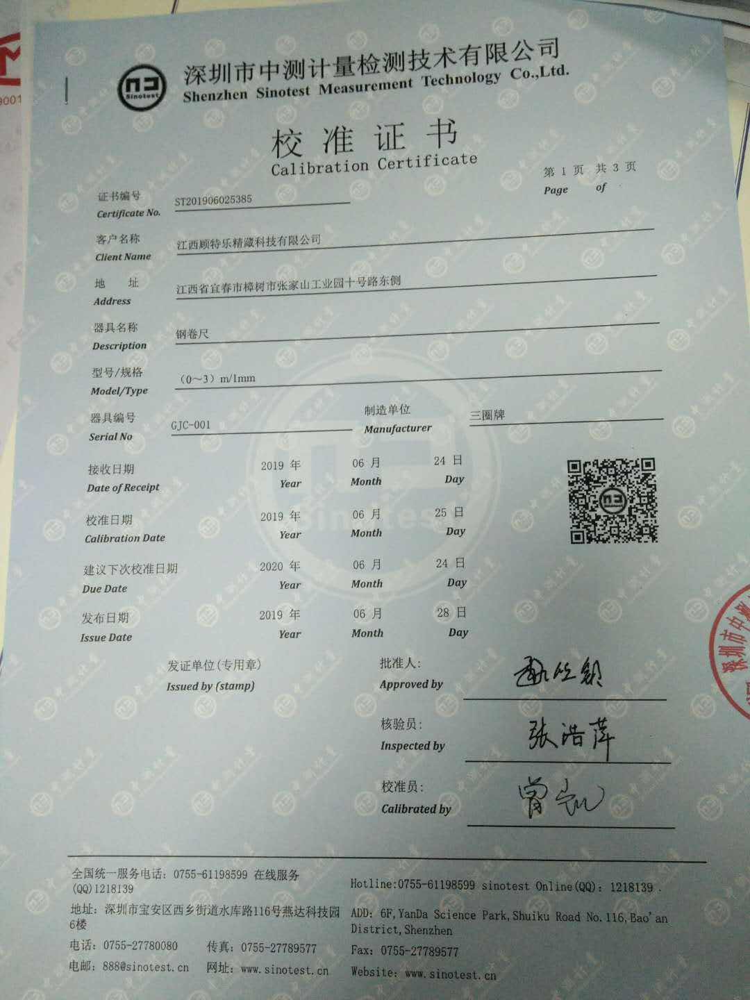 深圳市中测计量检测技术有限公司
Shenzhen Sinotest Measurement Technology Co.,Ltd.
Sinotest
校准证书
Calibration Certificate
第 1 页 共 3 页
Page of
证书编号 ST201906025385
Certificate No.
客户名称 江西顾特乐精藏科技有限公司
Client Name
地 址 江西省宜春市樟树市张家山工业园十号路东侧
Address
器具名称 钢卷尺
Description
型号/规格 （0～3）m/1mm
Model/Type
器具编号 GJC-001 制造单位 三圈牌
Serial No Manufacturer
接收日期 2019 年 06 月 24 日
Date of Receipt Year Month Day
校准日期 2019 年 06 月 25 日
Calibration Date Year Month Day
建议下次校准日期 2020 年 06 月 24 日
Due Date Year Month Day
发布日期 2019 年 06 月 28 日
Issue Date Year Month Day
发证单位(专用章) 批准人:
Issued by (stamp) Approved by
核验员: 张浩萍
Inspected by
校准员:
Calibrated by
深圳市中测
全国统一服务电话：0755-61198599 在线服务
(QQ)1218139
Hotline:0755-61198599 sinotest Online(QQ)：1218139 .
地址：深圳市宝安区西乡街道水库路116号燕达科技园
6楼
ADD：6F,YanDa Science Park,Shuiku Road No.116,Bao'an
District,Shenzhen
电话：0755-27780080 传真：0755-27789577
Fax：0755-27789577
电邮：888@sinotest.cn 网址：www.sinotest.cn
Website：www.sinotest.cn